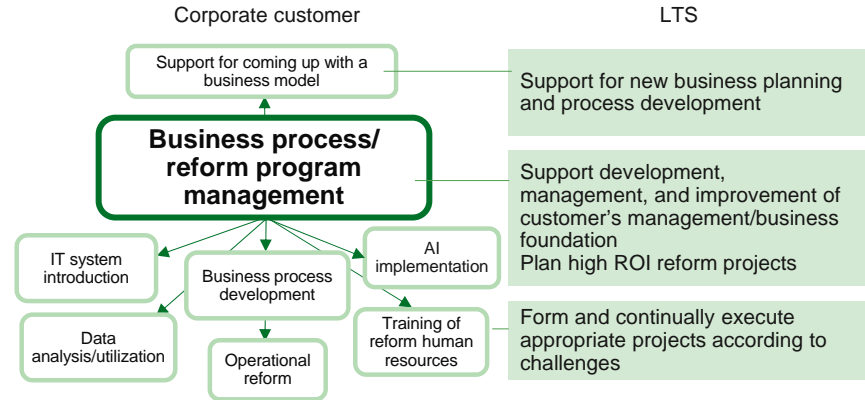 Corporate customer
LTS
Support for coming up with a
business model
Support for new business planning
and process development
Business process/
reform program
management
Support development,
management, and improvement of
customer's management/business
foundation
Plan high ROI reform projects
IT system
introduction
Business process
development
AI
implementation
Data
analysis/utilization
Operational
reform
Training of
reform human
resources
Form and continually execute
appropriate projects according to
challenges